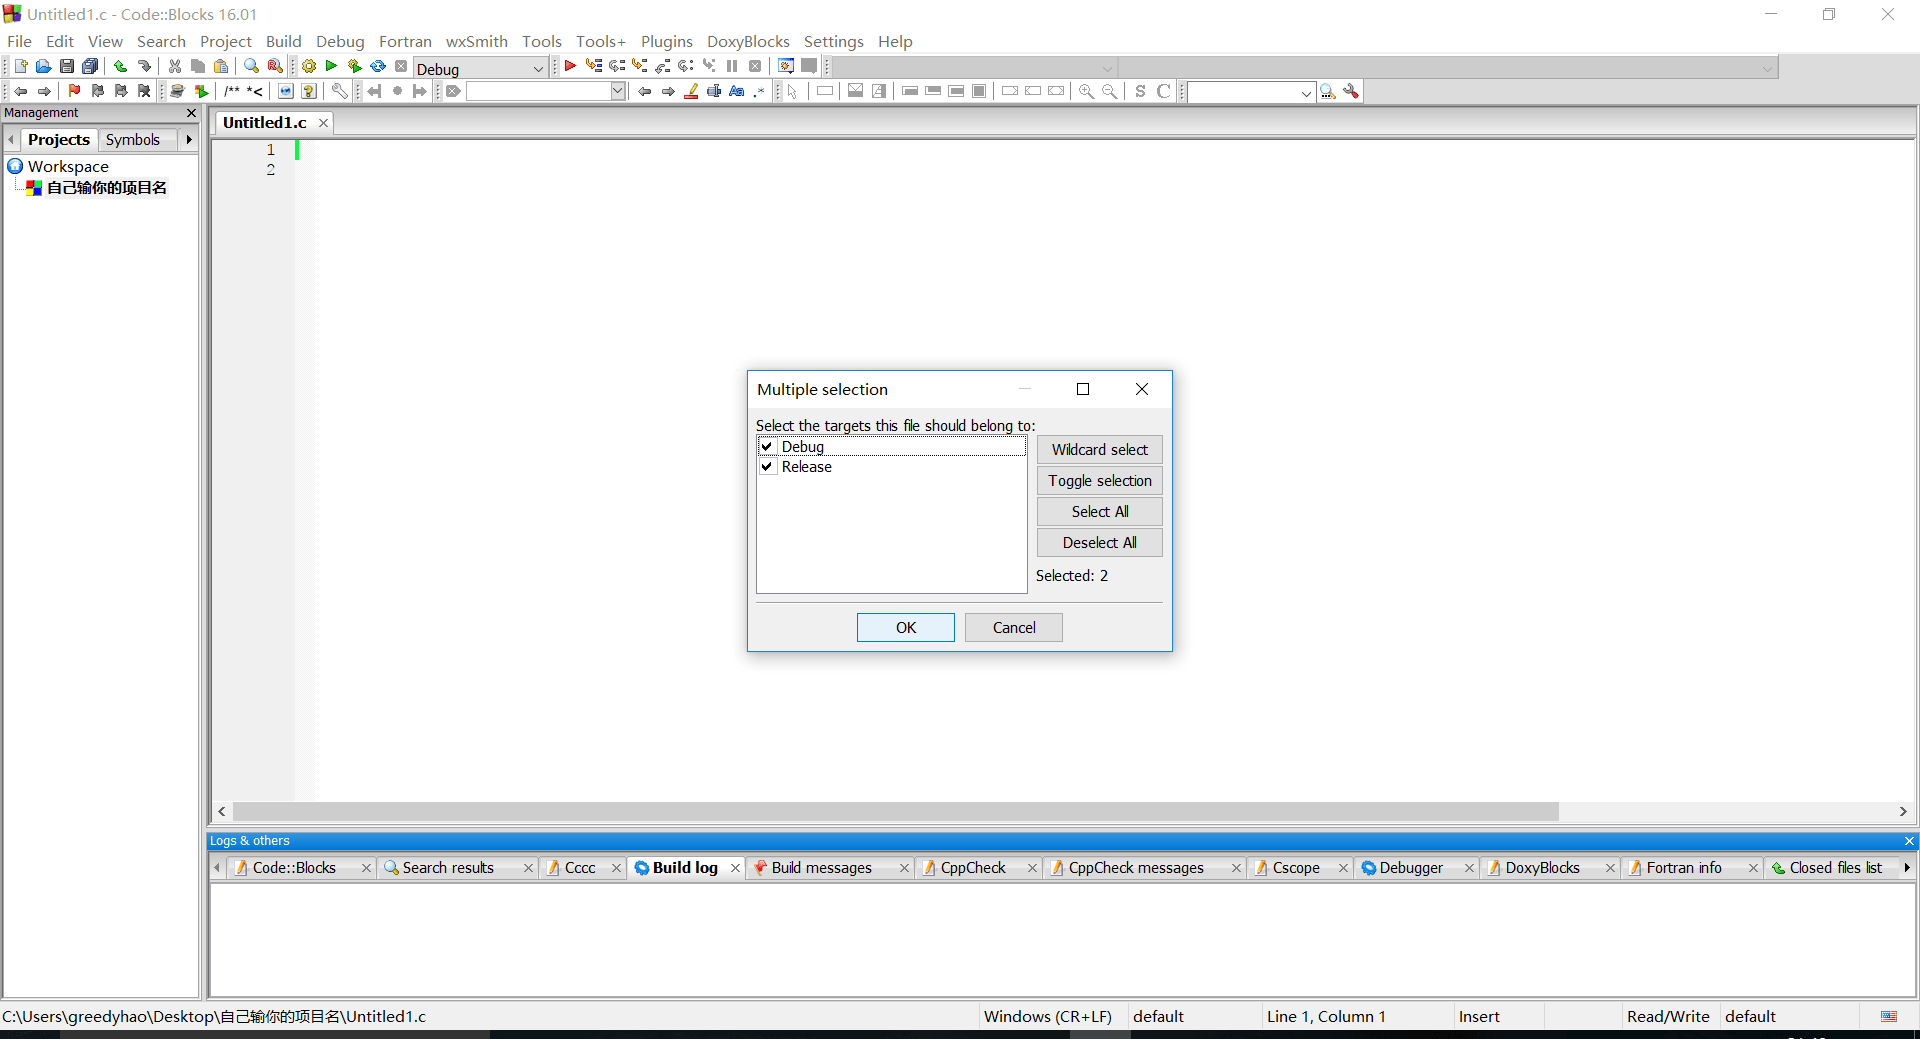 Untitled1.c - Code::Blocks 16.01
File Edit View Search Project Build Debug Fortran wxSmith Tools Tools+ Plugins DoxyBlocks Settings Help
Debug
/** *<
Aa .* S C
Management
Projects Symbols
Untitled1.c
Workspace
自己输你的项目名
1
2
Multiple selection
Select the targets this file should belong to:
Debug
Release
Wildcard select
Toggle selection
Select All
Deselect All
Selected: 2
OK Cancel
Logs & others
Code::Blocks Search results Cccc Build log Build messages CppCheck CppCheck messages Cscope Debugger DoxyBlocks Fortran info Closed files list
C:\Users\greedyhao\Desktop\自己输你的项目名\Untitled1.c Windows (CR+LF) default Line 1, Column 1 Insert Read/Write default